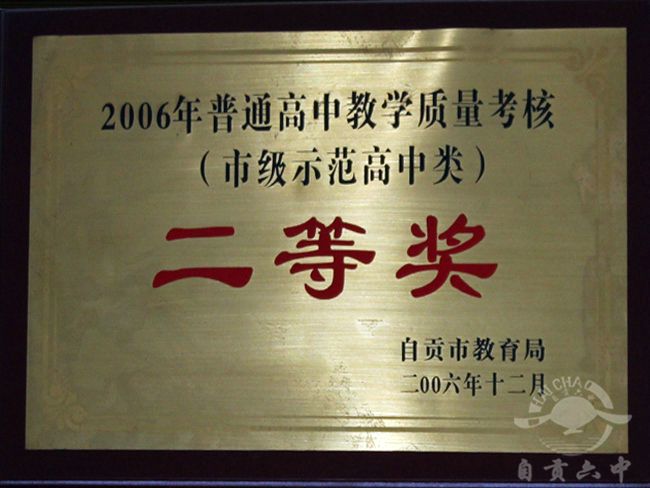 2006年普通高中教学质量考核
（市级示范高中类）
二等奖
自贡市教育局
二00六年十二月
HUI CHAO
自贡六中